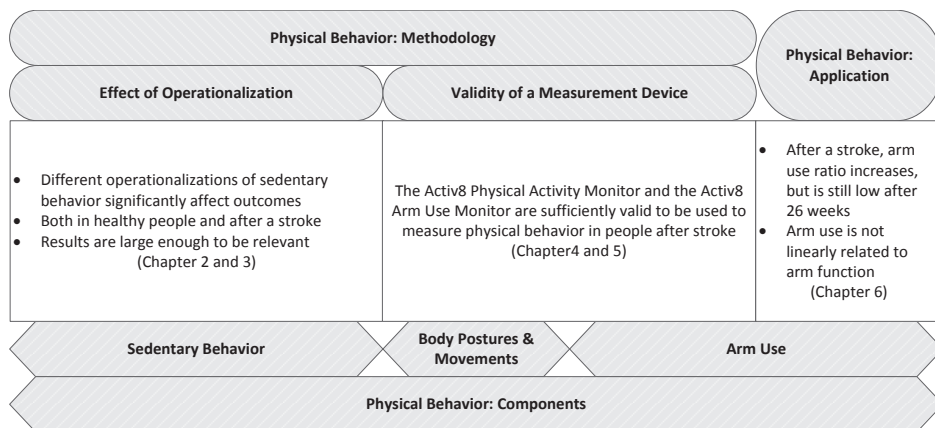 Physical Behavior: Methodology
Physical Behavior:
Application
Effect of Operationalization
Validity of a Measurement Device
• Different operationalizations of sedentary
behavior significantly affect outcomes
• Both in healthy people and after a stroke
• Results are large enough to be relevant
(Chapter 2 and 3)
The Activ8 Physical Activity Monitor and the Activ8
Arm Use Monitor are sufficiently valid to be used to
measure physical behavior in people after stroke
(Chapter4 and 5)
• After a stroke, arm
use ratio increases,
but is still low after
26 weeks
• Arm use is not
linearly related to
arm function
(Chapter 6)
Sedentary Behavior
Body Postures &
Movements
Arm Use
Physical Behavior: Components